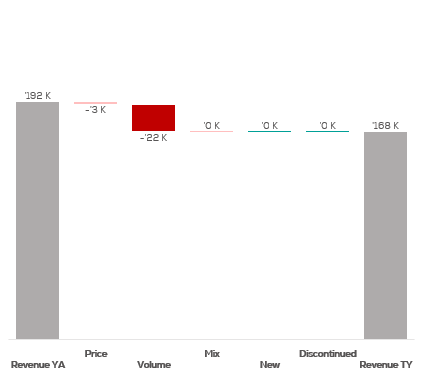 '192 K
-'3 K
-'22 K
'0 K
'0 K
'0 K
'168 K
Revenue YA
Price
Volume
Mix
New
Discontinued
Revenue TY